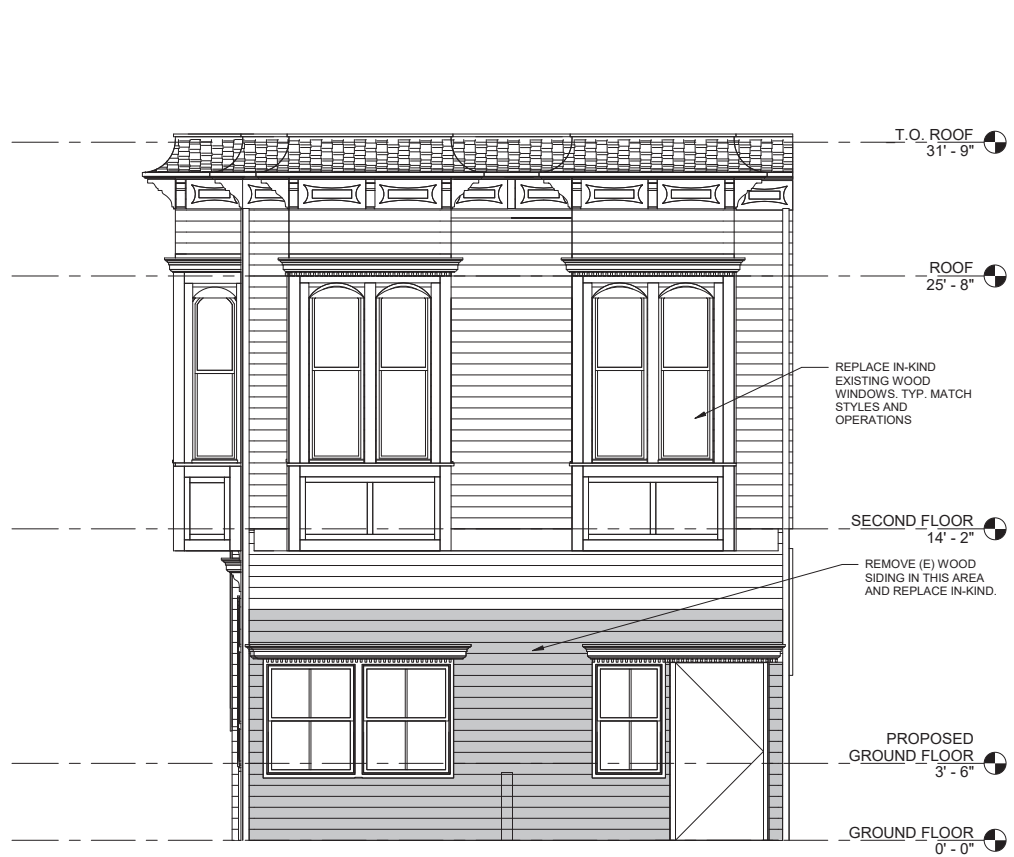 T.O. ROOF
31' - 9"
ROOF
25' - 8"
REPLACE IN-KIND
EXISTING WOOD
WINDOWS. TYP. MATCH
STYLES AND
OPERATIONS
SECOND FLOOR
14' - 2"
REMOVE (E) WOOD
SIDING IN THIS AREA
AND REPLACE IN-KIND.
PROPOSED
GROUND FLOOR
3' - 6"
GROUND FLOOR
0' - 0"